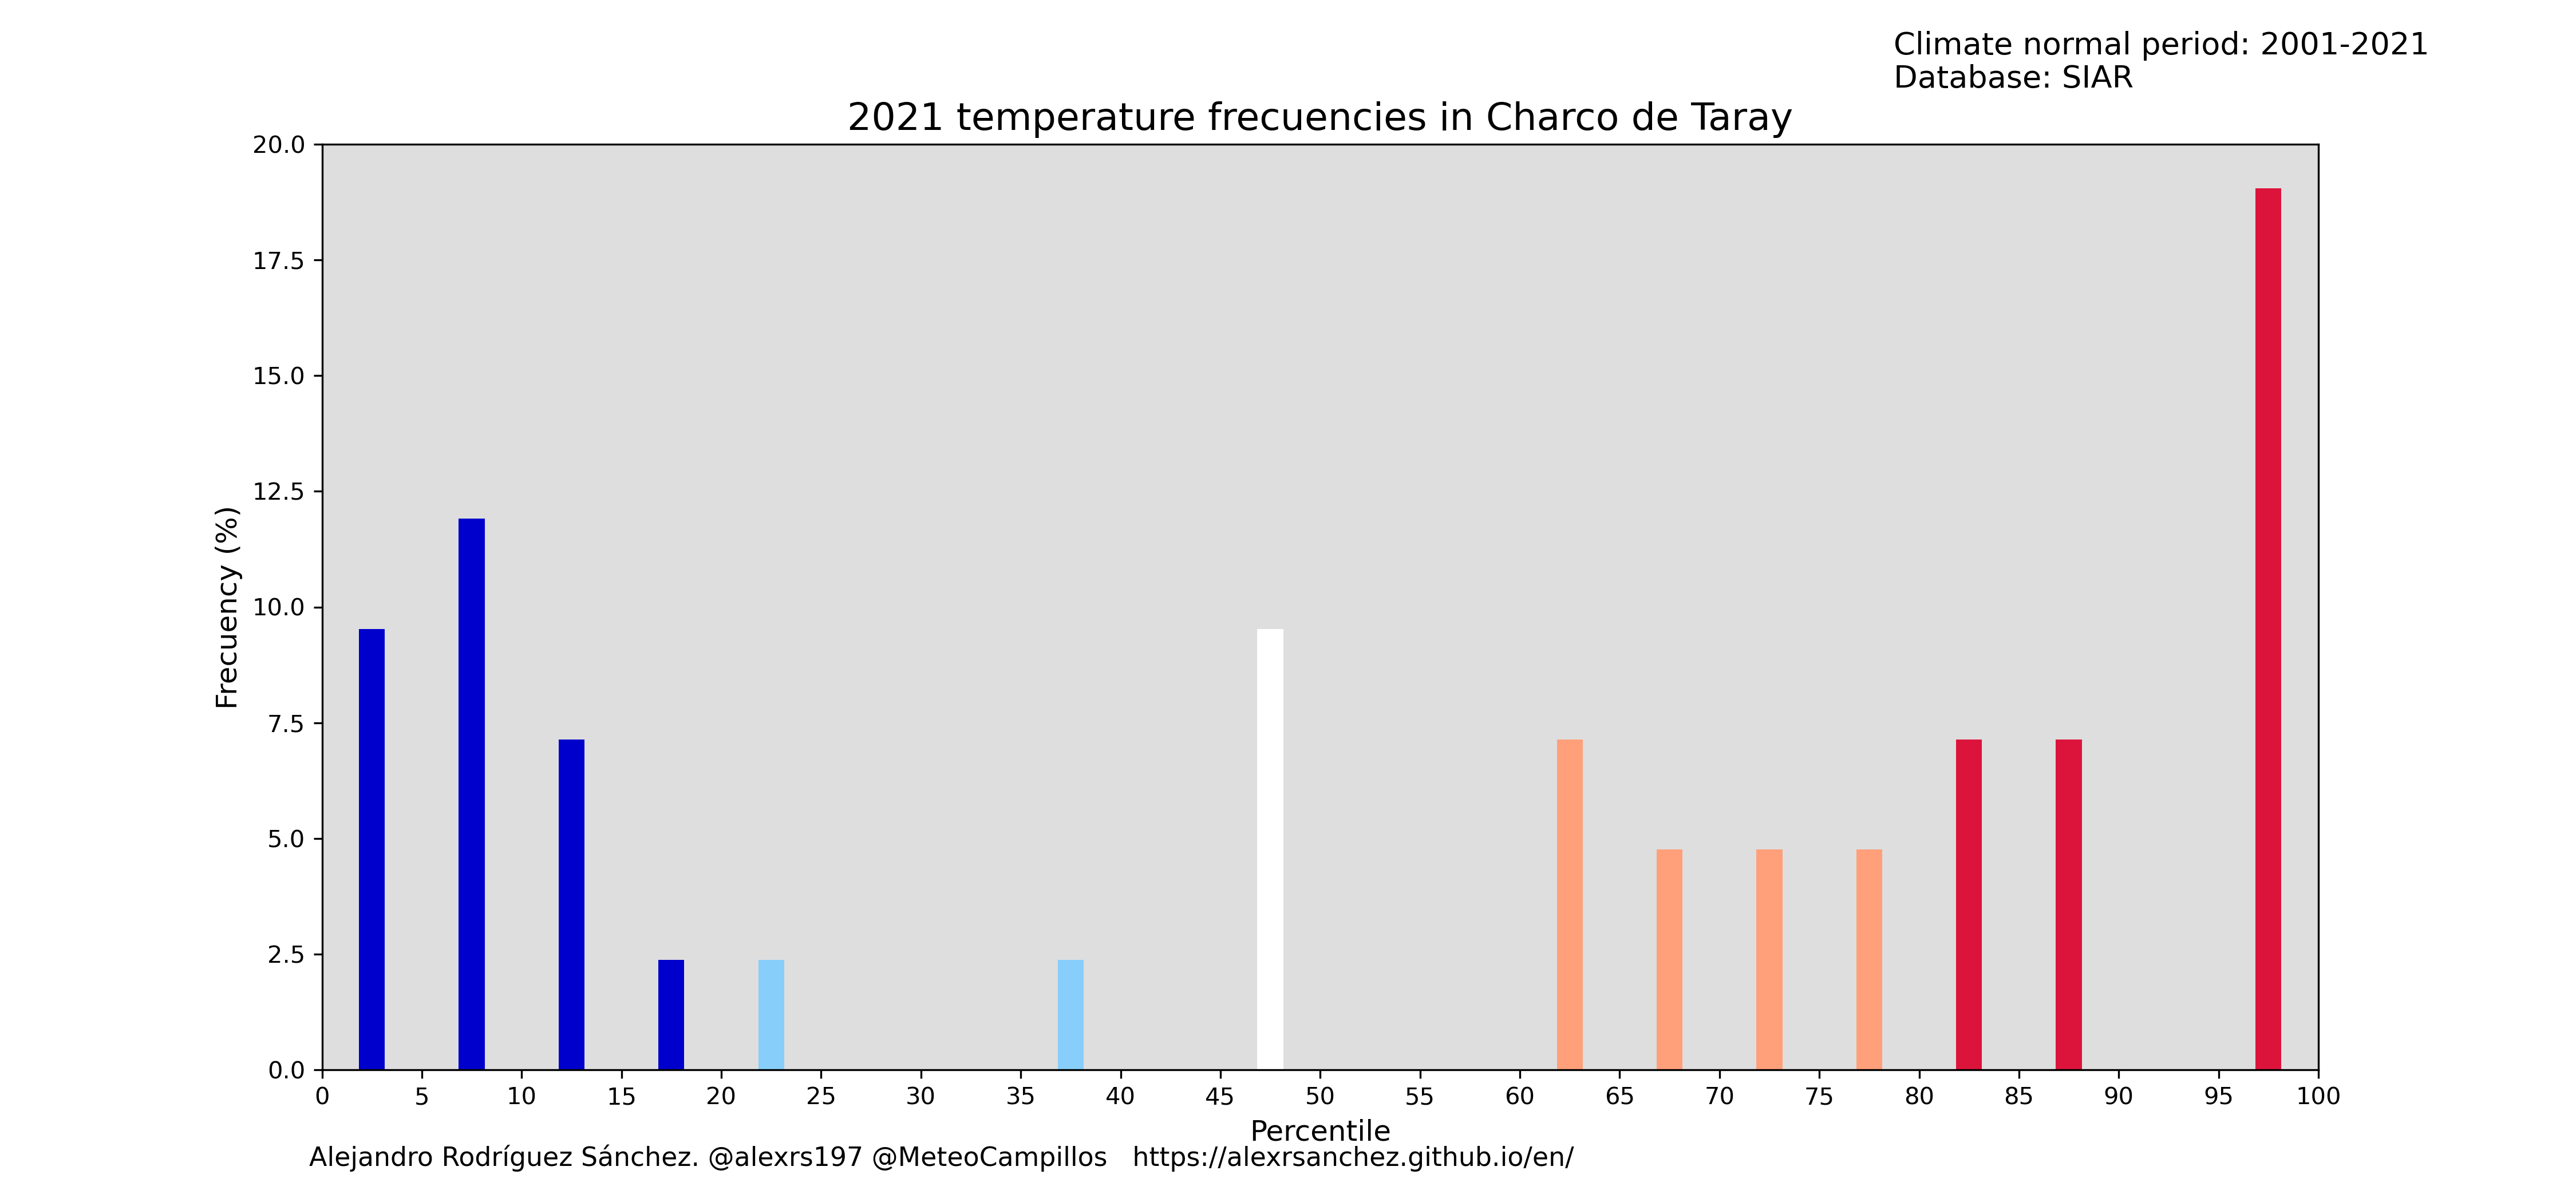 Climate normal period: 2001-2021
Database: SIAR
2021 temperature frecuencies in Charco de Taray
20.0
17.5
15.0
12.5
10.0
7.5
5.0
2.5
0.0
Frecuency (%)
0 5 10 15 20 25 30 35 40 45 50 55 60 65 70 75 80 85 90 95 100
Percentile
Alejandro Rodríguez Sánchez. @alexrs197 @MeteoCampillos https://alexrsanchez.github.io/en/